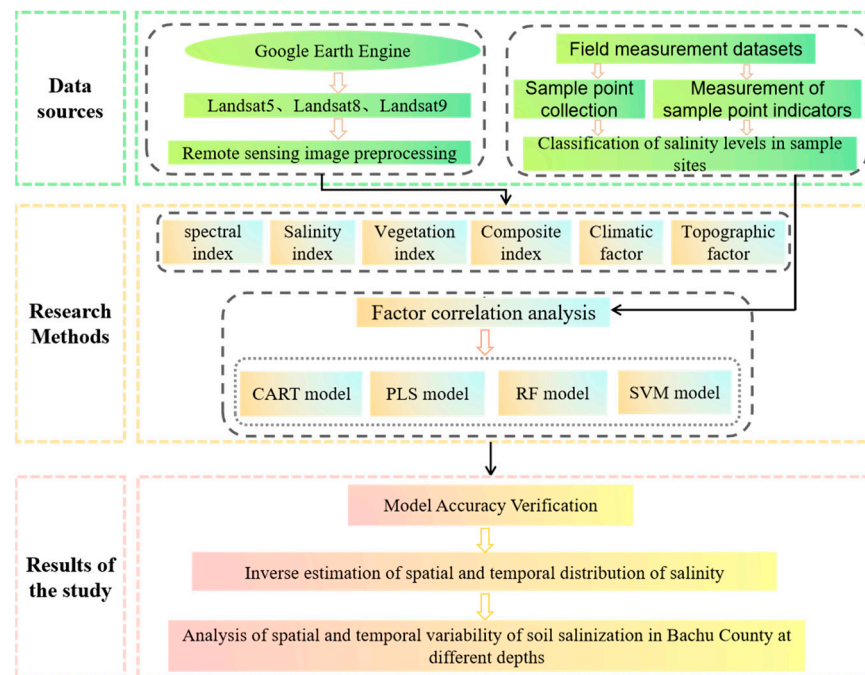 Data
sources
Google Earth Engine
Landsat5、Landsat8、Landsat9
Remote sensing image preprocessing
Field measurement datasets
Sample point
collection
Measurement of
sample point indicators
Classification of salinity levels in sample
sites
Research
Methods
spectral
index
Salinity
index
Vegetation
index
Composite
index
Climatic
factor
Topographic
factor
Factor correlation analysis
CART model
PLS model
RF model
SVM model
Results of
the study
Model Accuracy Verification
Inverse estimation of spatial and temporal distribution of salinity
Analysis of spatial and temporal variability of soil salinization in Bachu County at
different depths